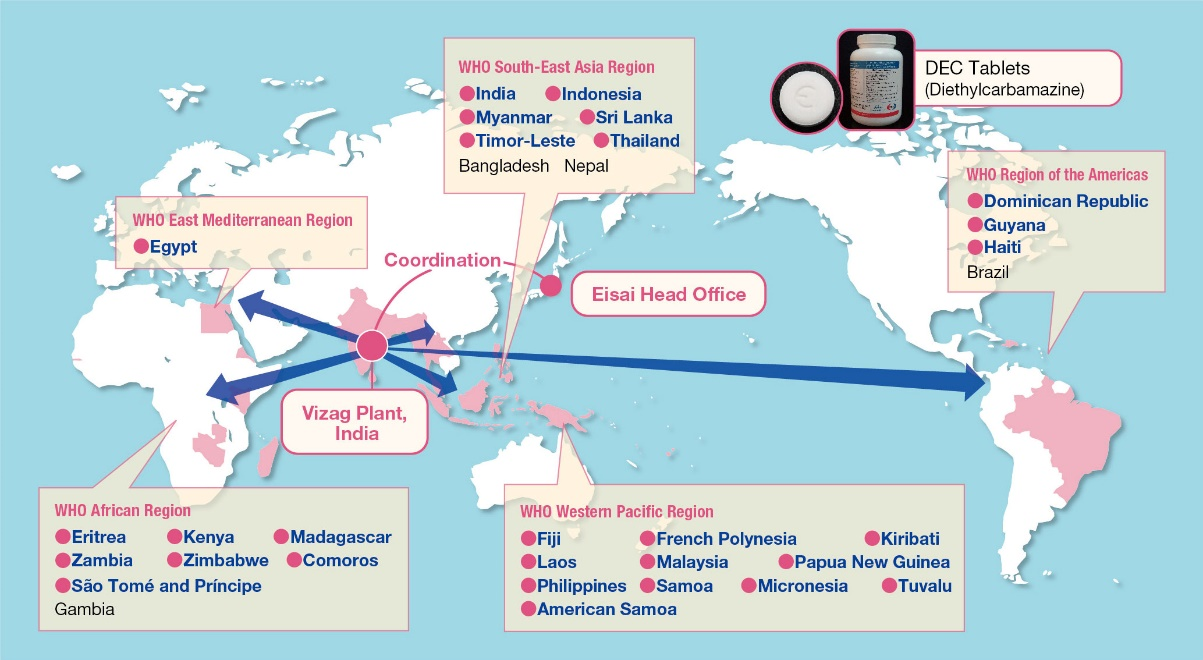 WHO South-East Asia Region
India Indonesia
Myanmar Sri Lanka
Timor-Leste Thailand
Bangladesh Nepal
DEC Tablets
(Diethylcarbamazine)
WHO Region of the Americas
Dominican Republic
Guyana
Haiti
Brazil
WHO East Mediterranean Region
Egypt
Coordination
Eisai Head Office
Vizag Plant,
India
WHO African Region
Eritrea Kenya Madagascar
Zambia Zimbabwe Comoros
São Tomé and Príncipe
Gambia
WHO Western Pacific Region
Fiji French Polynesia Kiribati
Laos Malaysia Papua New Guinea
Philippines Samoa Micronesia Tuvalu
American Samoa